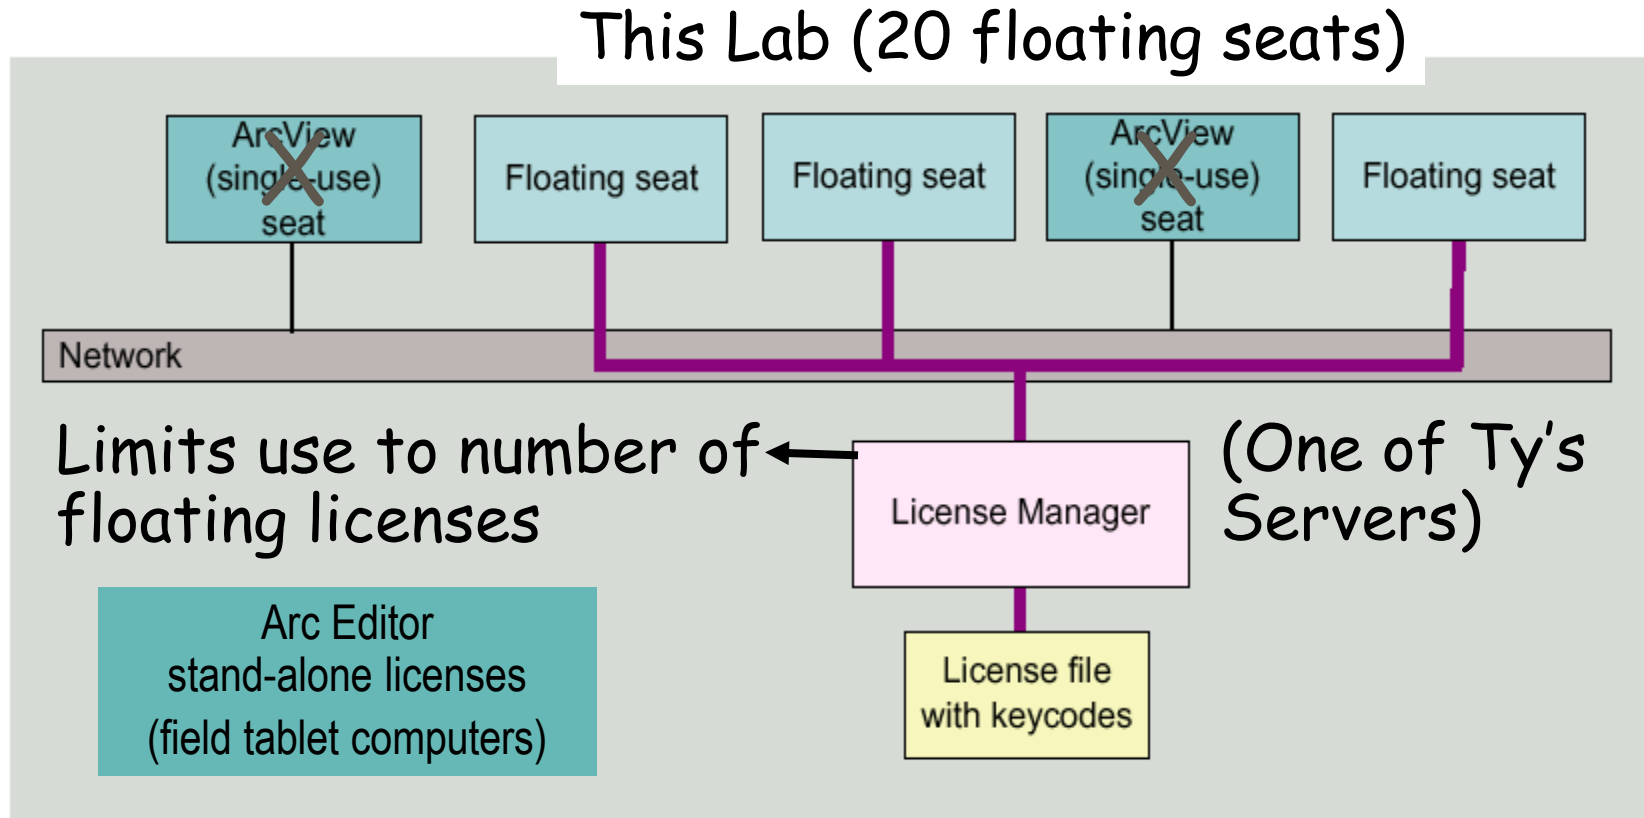 This Lab (20 floating seats)
ArcView
(single-use)
seat
Floating seat
Floating seat
ArcView
(single-use)
seat
Floating seat
Network
Limits use to number of
floating licenses
License Manager
(One of Ty's
Servers)
Arc Editor
stand-alone licenses
(field tablet computers)
License file
with keycodes